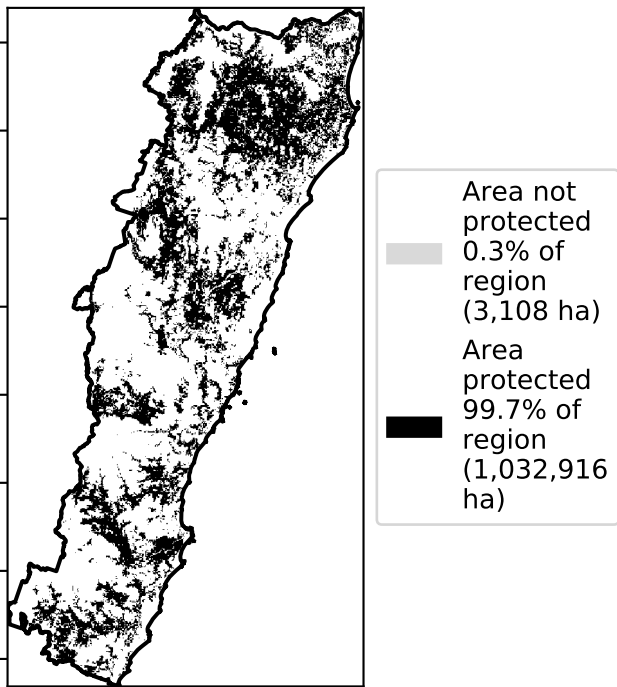 Area not
protected
0.3% of
region
(3,108 ha)
Area
protected
99.7% of
region
(1,032,916
ha)